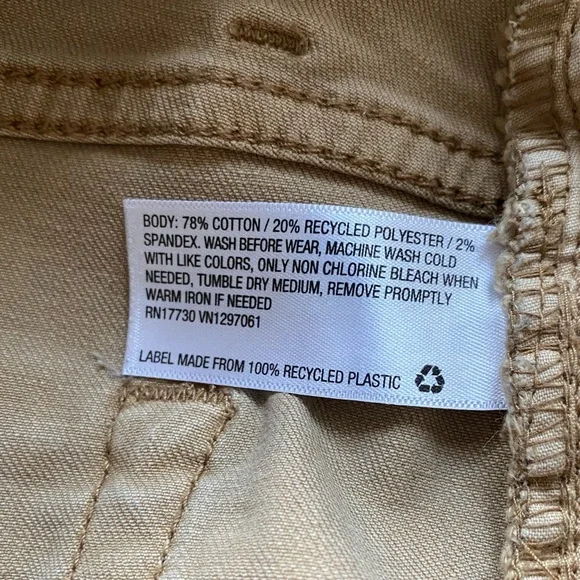 BODY: 78% COTTON / 20% RECYCLED POLYESTER / 2%
SPANDEX. WASH BEFORE WEAR, MACHINE WASH COLD
WITH LIKE COLORS, ONLY NON CHLORINE BLEACH WHEN
NEEDED, TUMBLE DRY MEDIUM, REMOVE PROMPTLY
WARM IRON IF NEEDED
RN17730 VN1297061
LABEL MADE FROM 100% RECYCLED PLASTIC